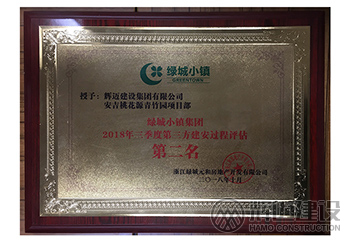 绿城小镇
GREENTOWN
授予：辉迈建设集团有限公司
安吉桃花源青竹园项目部
绿城小镇集团
2018年三季度第三方建安过程评估
第二名
浙江绿城元和房地产开发有限公司
二〇一八年十月
建设
HAMO CONSTRUCTION